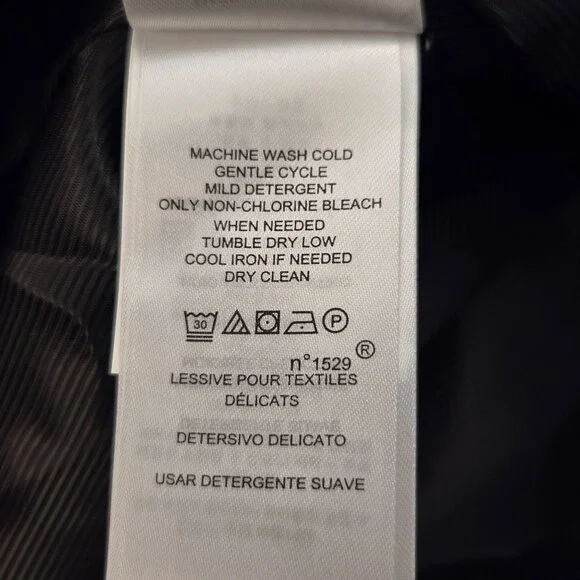 MACHINE WASH COLD
GENTLE CYCLE
MILD DETERGENT
ONLY NON-CHLORINE BLEACH
WHEN NEEDED
TUMBLE DRY LOW
COOL IRON IF NEEDED
DRY CLEAN
30 P
n°1529 ®
LESSIVE POUR TEXTILES
DÉLICATS
DETERSIVO DELICATO
USAR DETERGENTE SUAVE